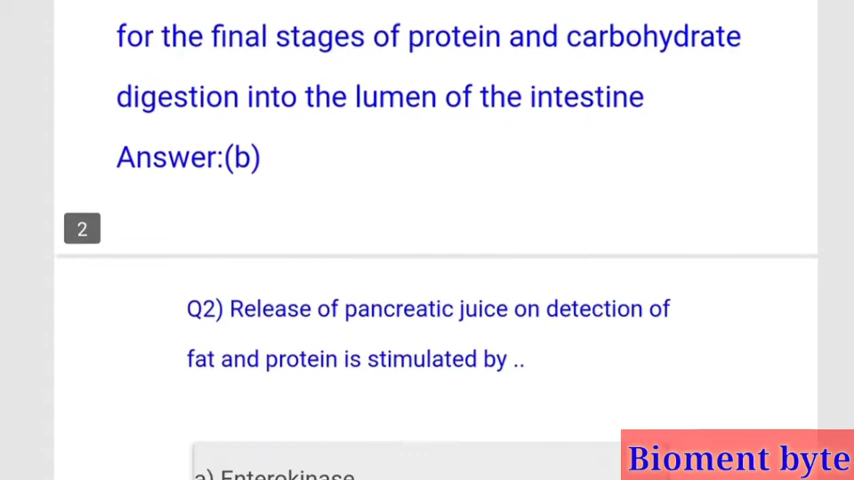 for the final stages of protein and carbohydrate
digestion into the lumen of the intestine
Answer:(b)
2
Q2) Release of pancreatic juice on detection of
fat and protein is stimulated by ..
a) Enterokinase
Bioment byte